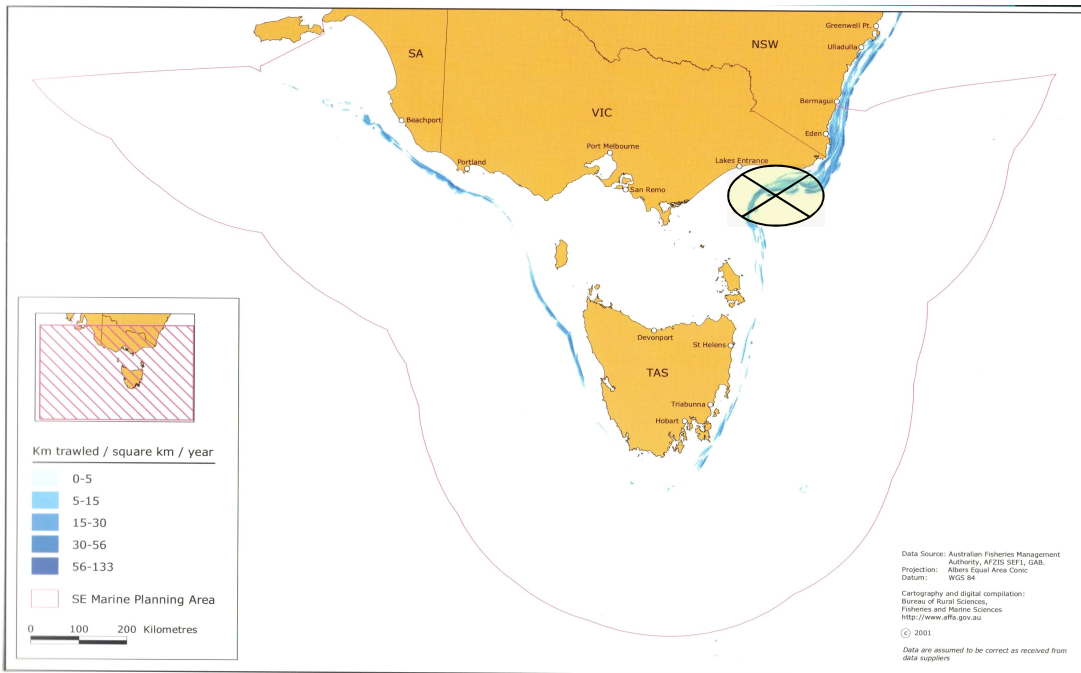 Greenwell Pt.
Ulladulla
NSW
SA
Bermagui
VIC
Beachport
Eden
Port Melbourne
Lakes Entrance
Portland
San Remo
Devonport
St Helens
TAS
Triabunna
Hobart
Km trawled / square km / year
0-5
5-15
15-30
30-56
56-133
SE Marine Planning Area
0 100 200 Kilometres
Data Source: Australian Fisheries Management
Authority, AFZIS SEF1, GAB.
Projection: Albers Equal Area Conic
Datum: WGS 84
Cartography and digital compilation:
Bureau of Rural Sciences,
Fisheries and Marine Sciences
http://www.affa.gov.au
© 2001
Data are assumed to be correct as received from
data suppliers